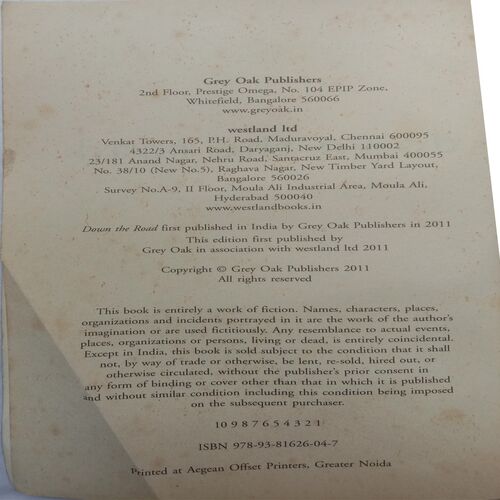 Grey Oak Publishers
2nd Floor, Prestige Omega, No. 104 EPIP Zone,
Whitefield, Bangalore 560066
www.greyoak.in
westland ltd
Venkat Towers, 165, P.H. Road, Maduravoyal, Chennai 600095
4322/3 Ansari Road, Daryaganj, New Delhi 110002
23/181 Anand Nagar, Nehru Road, Santacruz East, Mumbai 400055
No. 38/10 (New No.5), Raghava Nagar, New Timber Yard Layout,
Bangalore 560026
Survey No.A-9, II Floor, Moula Ali Industrial Area, Moula Ali,
Hyderabad 500040
www.westlandbooks.in
Down the Road first published in India by Grey Oak Publishers in 2011
This edition first published by
Grey Oak in association with westland ltd 2011
Copyright © Grey Oak Publishers 2011
All rights reserved
This book is entirely a work of fiction. Names, characters, places,
organizations and incidents portrayed in it are the work of the author's
imagination or are used fictitiously. Any resemblance to actual events,
places, organizations or persons, living or dead, is entirely coincidental.
Except in India, this book is sold subject to the condition that it shall
not, by way of trade or otherwise, be lent, re-sold, hired out, or
otherwise circulated, without the publisher's prior consent in
any form of binding or cover other than that in which it is published
and without similar condition including this condition being imposed
on the subsequent purchaser.
10 9 8 7 6 5 4 3 2 1
ISBN 978-93-81626-04-7
Printed at Aegean Offset Printers, Greater Noida